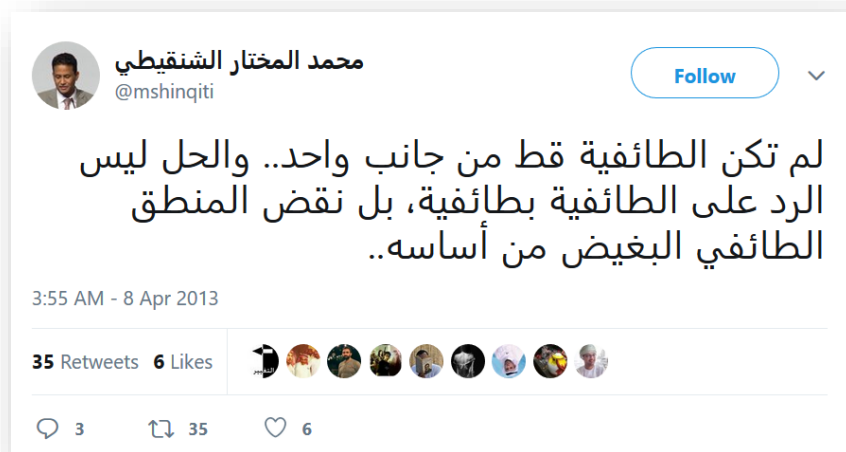 محمد المختار الشنقيطي
@mshinqiti
Follow
لم تكن الطائفية قط من جانب واحد.. والحل ليس
الرد على الطائفية بطائفية، بل نقض المنطق
الطائفي البغيض من أساسه..
3:55 AM - 8 Apr 2013
35 Retweets 6 Likes
3 35 6